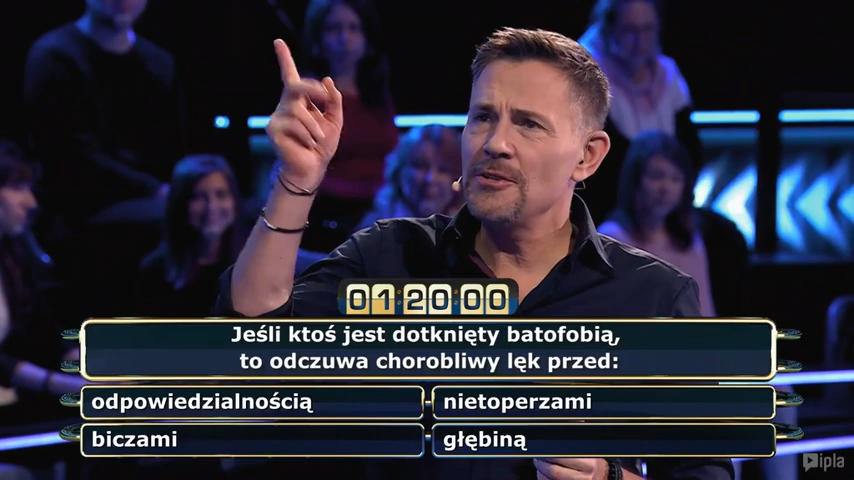 01:20:00
Jeśli ktoś jest dotknięty batofobią,
to odczuwa chorobliwy lęk przed:
odpowiedzialnością
nietoperzami
biczami
głębiną
ipla